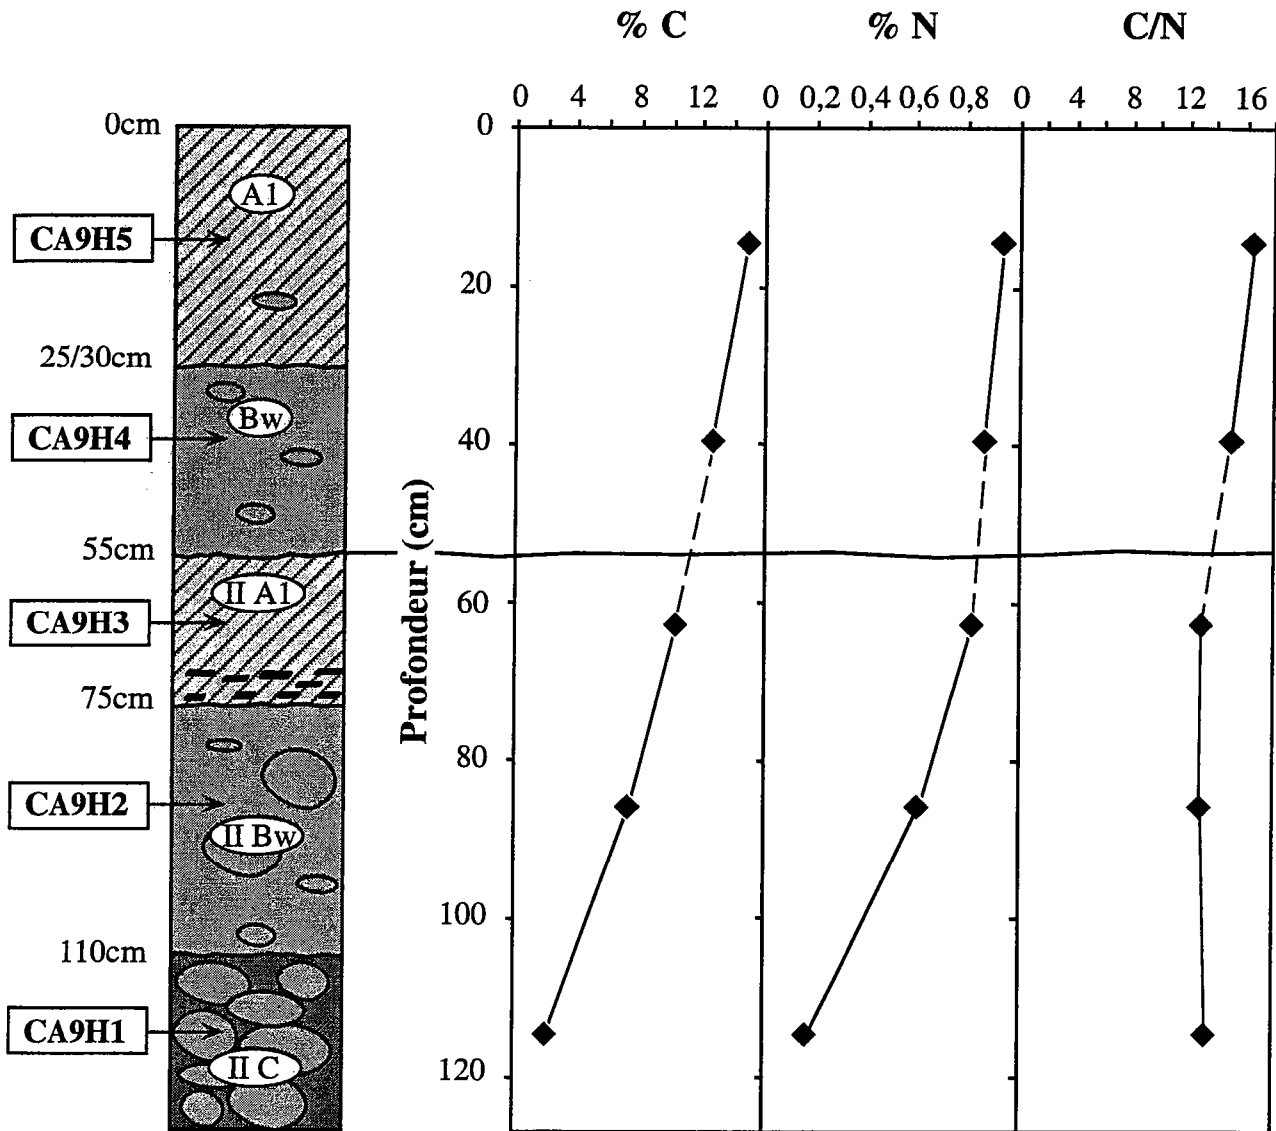 % C % N C/N
0 4 8 12 0 0,2 0,4 0,6 0,8 0 4 8 12 16
0cm 0
A1
CA9H5
20
25/30cm
Bw
CA9H4 40
55cm
II A1
60
CA9H3
75cm
Profondeur (cm)
80
CA9H2
II Bw
100
110cm
CA9H1
II C
120